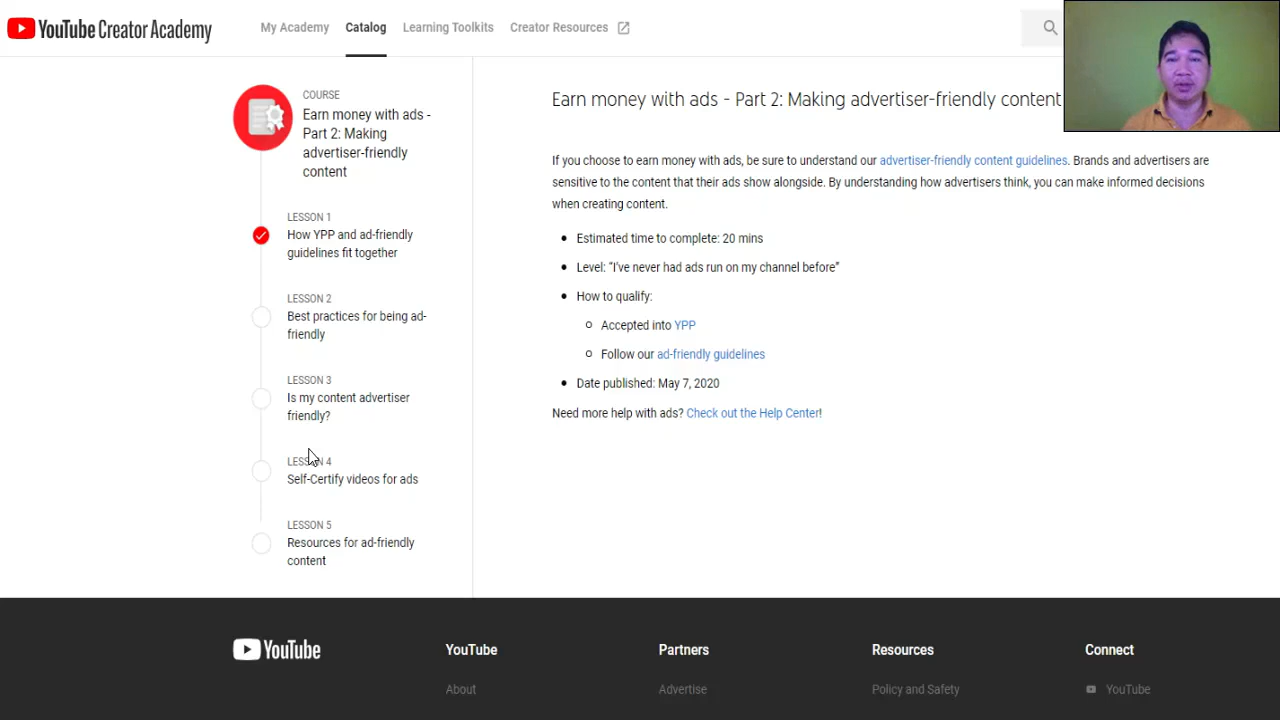 YouTube Creator Academy
My Academy
Catalog
Learning Toolkits
Creator Resources
COURSE
Earn money with ads -
Part 2: Making
advertiser-friendly
content
LESSON 1
How YPP and ad-friendly
guidelines fit together
LESSON 2
Best practices for being ad-
friendly
LESSON 3
Is my content advertiser
friendly?
LESSON 4
Self-Certify videos for ads
LESSON 5
Resources for ad-friendly
content
Earn money with ads - Part 2: Making advertiser-friendly content
If you choose to earn money with ads, be sure to understand our advertiser-friendly content guidelines. Brands and advertisers are
sensitive to the content that their ads show alongside. By understanding how advertisers think, you can make informed decisions
when creating content.
Estimated time to complete: 20 mins
Level: “I’ve never had ads run on my channel before”
How to qualify:
Accepted into YPP
Follow our ad-friendly guidelines
Date published: May 7, 2020
Need more help with ads? Check out the Help Center!
YouTube
YouTube
About
Partners
Advertise
Resources
Policy and Safety
Connect
YouTube